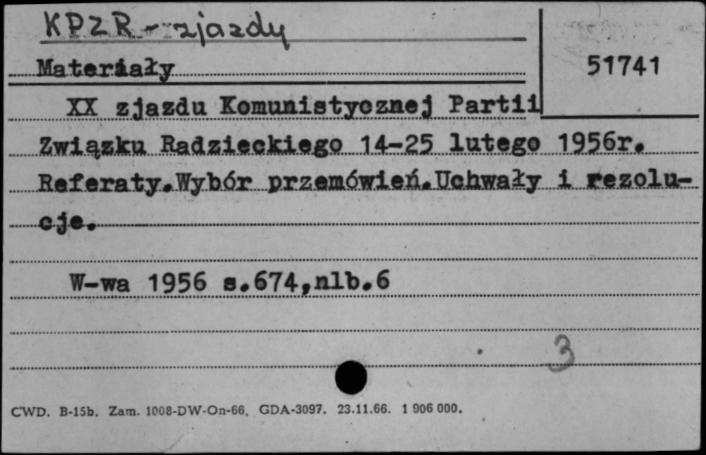 KPZR - zjazdy
51741
Materiały
XX zjazdu Komunistycznej Partii
Związku Radzieckiego 14-25 lutego 1956r.
Referaty.Wybór przemówień.Uchwały i rezolu-
cje.
W-wa 1956 s.674,nlb.6
3
CWD. B-15b. Zam. 1008-DW-On-66. GDA-3097. 23.11.66. 1 906 000.